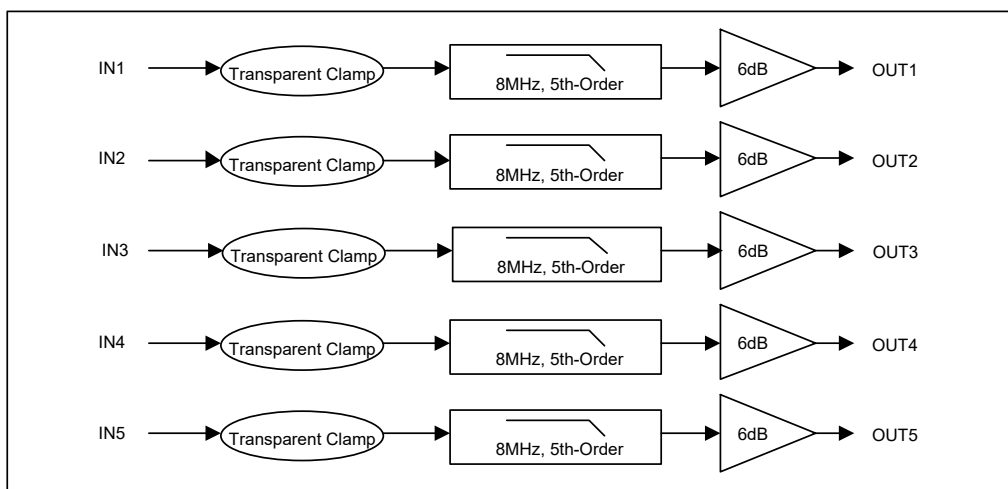 IN1 Transparent Clamp 8MHz, 5th-Order 6dB OUT1
IN2 Transparent Clamp 8MHz, 5th-Order 6dB OUT2
IN3 Transparent Clamp 8MHz, 5th-Order 6dB OUT3
IN4 Transparent Clamp 8MHz, 5th-Order 6dB OUT4
IN5 Transparent Clamp 8MHz, 5th-Order 6dB OUT5